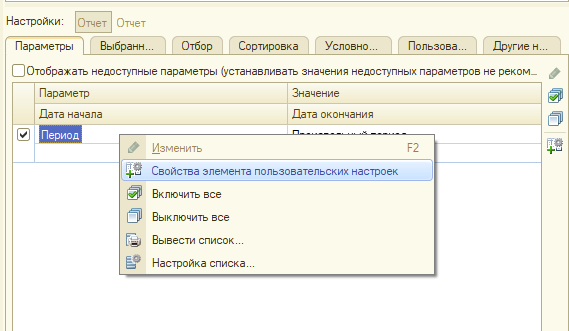 Настройки: Отчет Отчет
Параметры Выбранн... Отбор Сортировка Условно... Пользова... Другие н...
Отображать недоступные параметры (устанавливать значения недоступных параметров не реком...
Параметр Значение
Дата начала Дата окончания
Период
Изменить F2
Свойства элемента пользовательских настроек
Включить все
Выключить все
Вывести список...
Настройка списка...